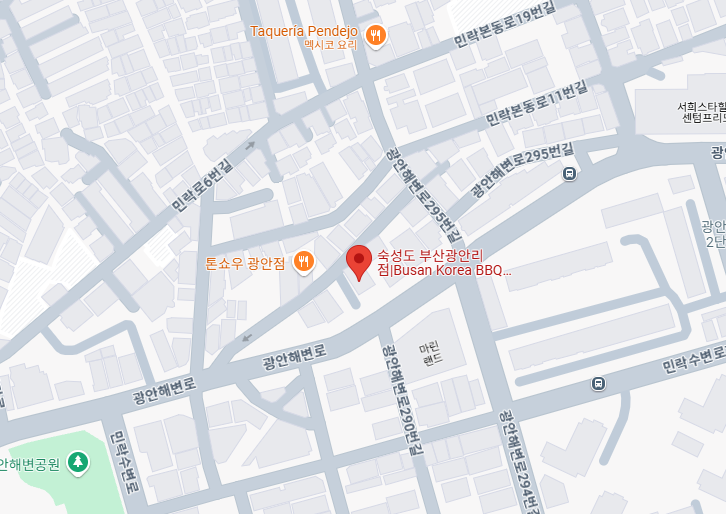 Taquería Pendejo
멕시코 요리
민락본동로19번길
민락본동로11번길
서희스타힐
센텀프리모
민락로6번길
광안해변로295번길
광안해변로295번길
광안
광안
2단
톤쇼우 광안점
숙성도 부산광안리
점|Busan Korea BBQ...
광안해변로
마린
랜드
광안해변로
광안해변로290번길
민락수변로
광안해변로294번길
민락수변로
안해변공원